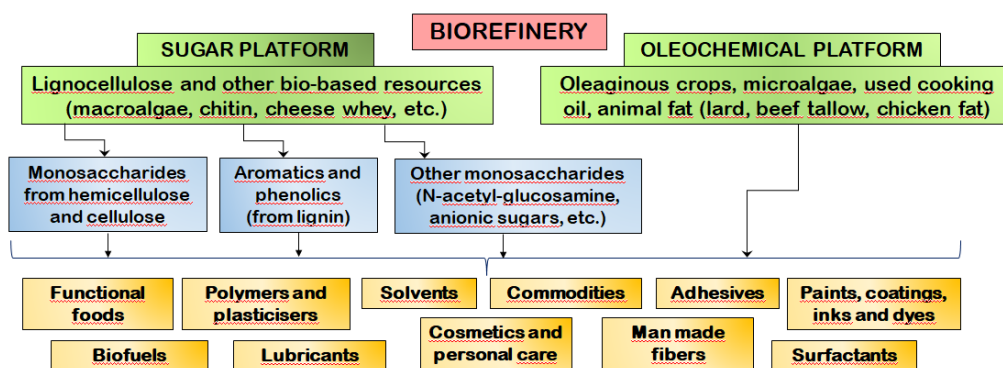 BIOREFINERY
SUGAR PLATFORM
OLEOCHEMICAL PLATFORM
Lignocellulose and other bio-based resources
(macroalgae, chitin, cheese whey, etc.)
Oleaginous crops, microalgae, used cooking
oil, animal fat (lard, beef tallow, chicken fat)
Monosaccharides
from hemicellulose
and cellulose
Aromatics and
phenolics
(from lignin)
Other monosaccharides
(N-acetyl-glucosamine,
anionic sugars, etc.)
Functional
foods
Polymers and
plasticisers
Solvents
Commodities
Adhesives
Paints, coatings,
inks and dyes
Biofuels
Lubricants
Cosmetics and
personal care
Man made
fibers
Surfactants